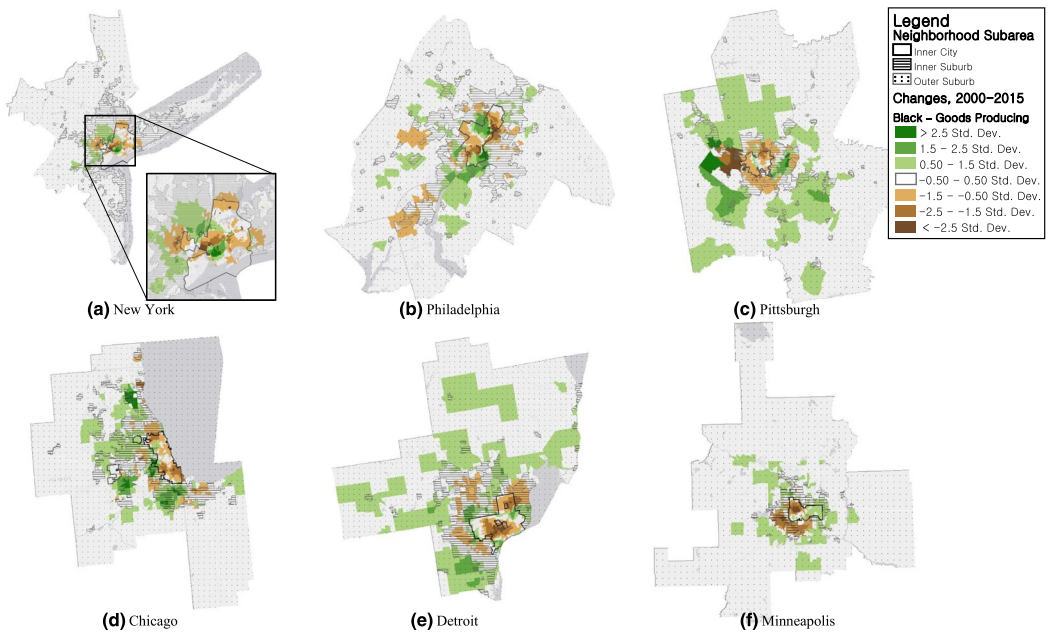 Legend
Neighborhood Subarea
Inner City
Inner Suburb
Outer Suburb
Changes, 2000-2015
Black - Goods Producing
> 2.5 Std. Dev.
1.5 - 2.5 Std. Dev.
0.50 - 1.5 Std. Dev.
-0.50 - 0.50 Std. Dev.
-1.5 - -0.50 Std. Dev.
-2.5 - -1.5 Std. Dev.
< -2.5 Std. Dev.
(a) New York
(b) Philadelphia
(c) Pittsburgh
(d) Chicago
(e) Detroit
(f) Minneapolis